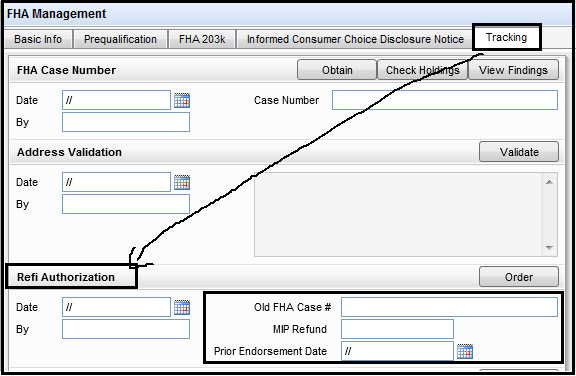 FHA Management
Basic Info Prequalification FHA 203k Informed Consumer Choice Disclosure Notice Tracking
FHA Case Number Obtain Check Holdings View Findings
Date // Case Number
By
Address Validation Validate
Date //
By
Refi Authorization Order
Date // Old FHA Case #
By MIP Refund
Prior Endorsement Date //